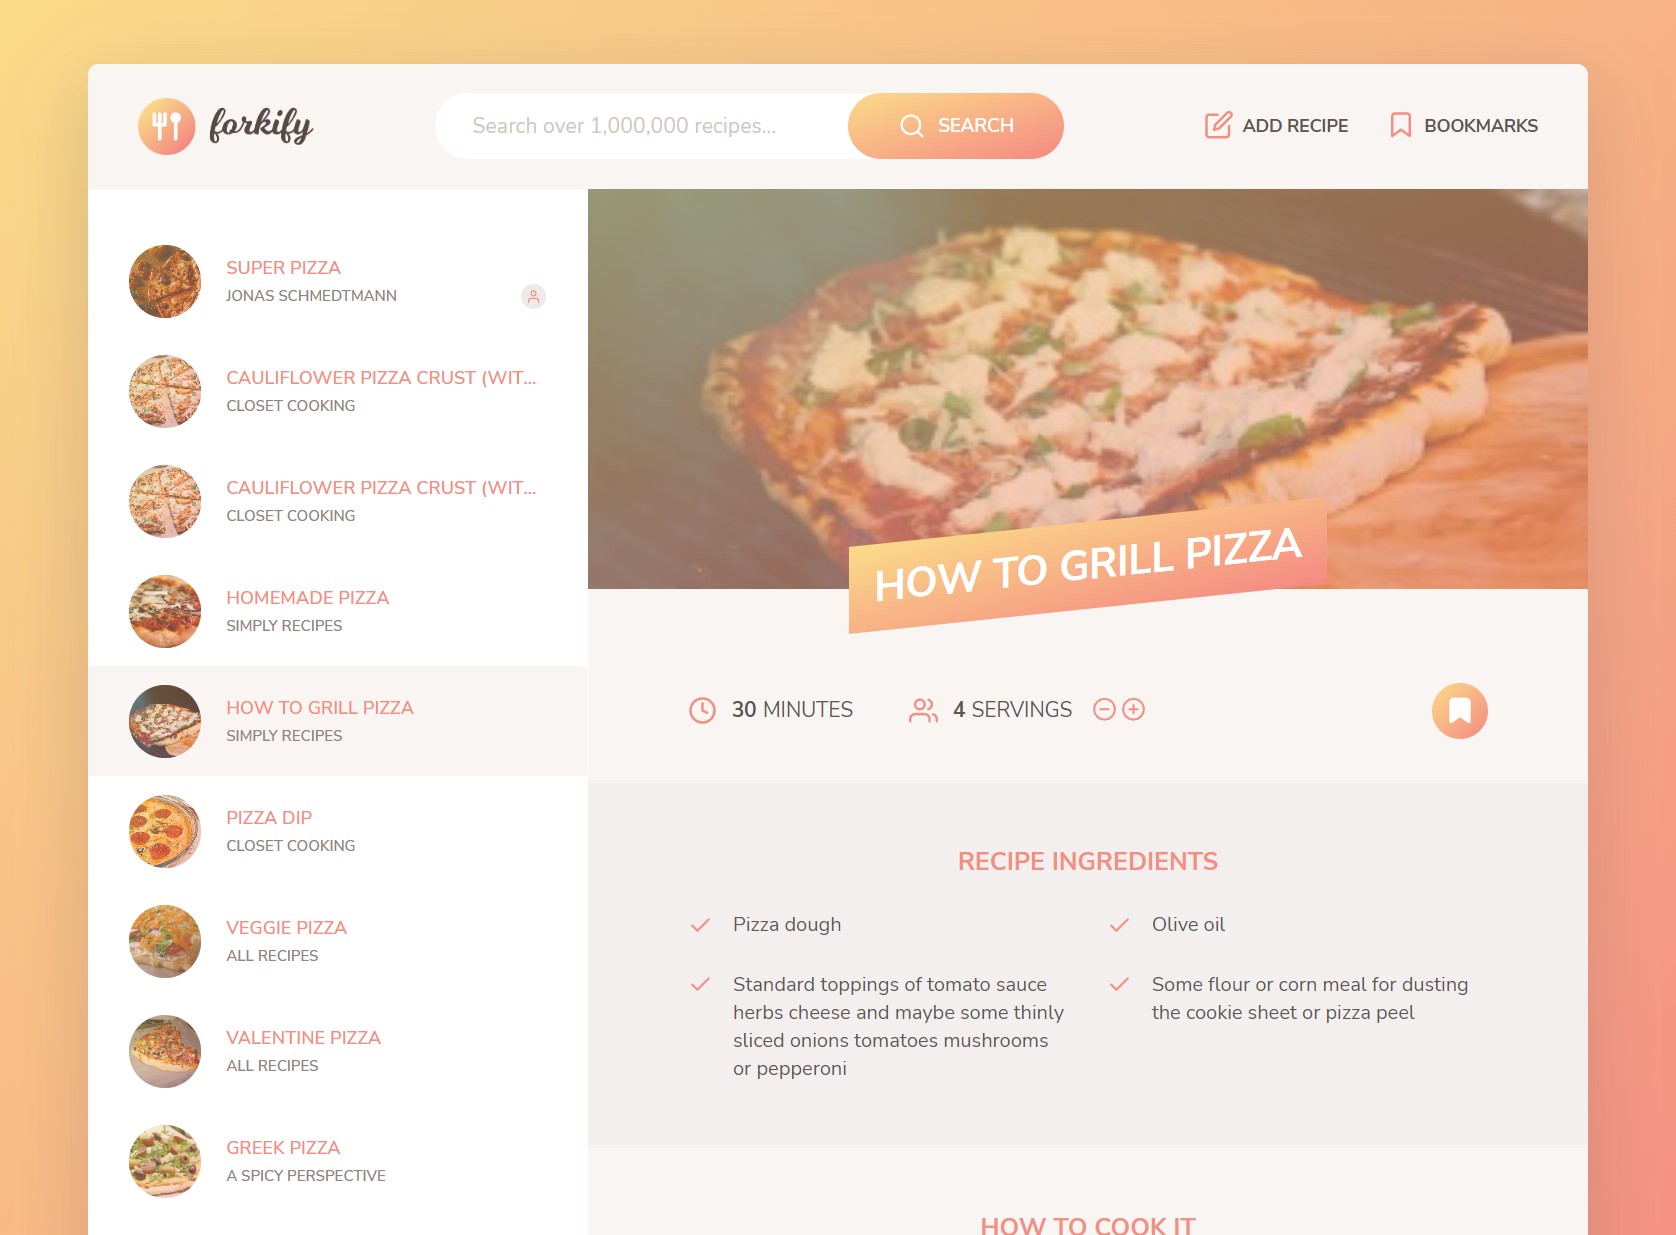 forkify
Search over 1,000,000 recipes...
SEARCH
ADD RECIPE
BOOKMARKS
SUPER PIZZA
JONAS SCHMEDTMANN
CAULIFLOWER PIZZA CRUST (WIT...
CLOSET COOKING
CAULIFLOWER PIZZA CRUST (WIT...
CLOSET COOKING
HOMEMADE PIZZA
SIMPLY RECIPES
HOW TO GRILL PIZZA
SIMPLY RECIPES
PIZZA DIP
CLOSET COOKING
VEGGIE PIZZA
ALL RECIPES
VALENTINE PIZZA
ALL RECIPES
GREEK PIZZA
A SPICY PERSPECTIVE
HOW TO GRILL PIZZA
30 MINUTES
4 SERVINGS
RECIPE INGREDIENTS
Pizza dough
Olive oil
Standard toppings of tomato sauce
herbs cheese and maybe some thinly
sliced onions tomatoes mushrooms
or pepperoni
Some flour or corn meal for dusting
the cookie sheet or pizza peel
HOW TO COOK IT